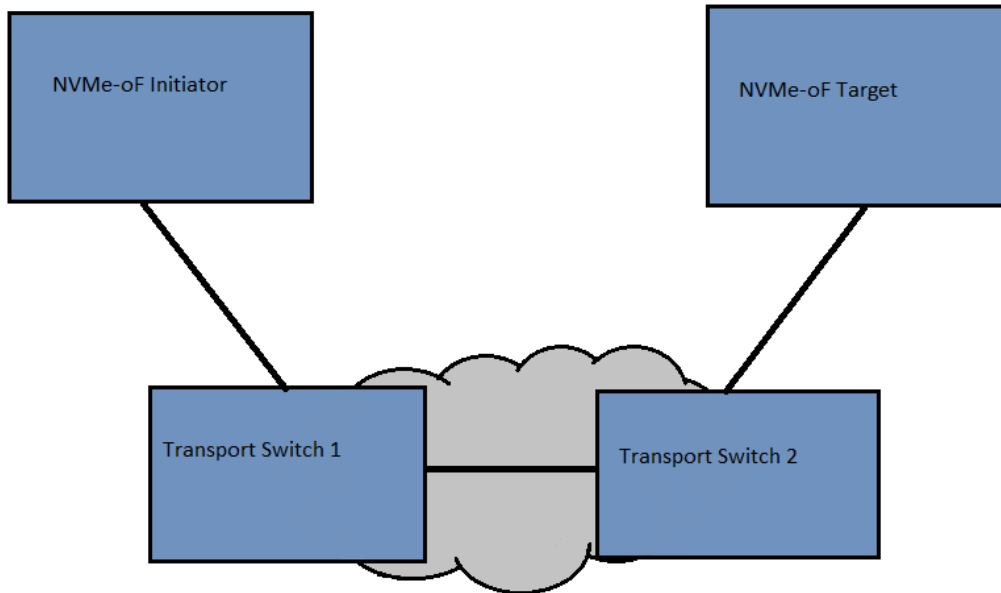 NVMe-oF Initiator
NVMe-oF Target
Transport Switch 1
Transport Switch 2